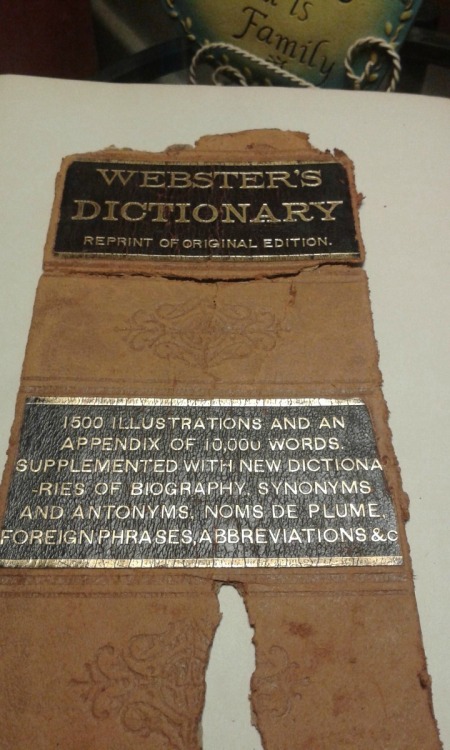 is
Family
WEBSTER'S
DICTIONARY
REPRINT OF ORIGINAL EDITION.
1500 ILLUSTRATIONS AND AN
APPENDIX OF 10,000 WORDS.
SUPPLEMENTED WITH NEW DICTIONA
-RIES OF BIOGRAPHY, SYNONYMS
AND ANTONYMS, NOMS DE PLUME,
FOREIGN PHRASES, ABBREVIATIONS &c